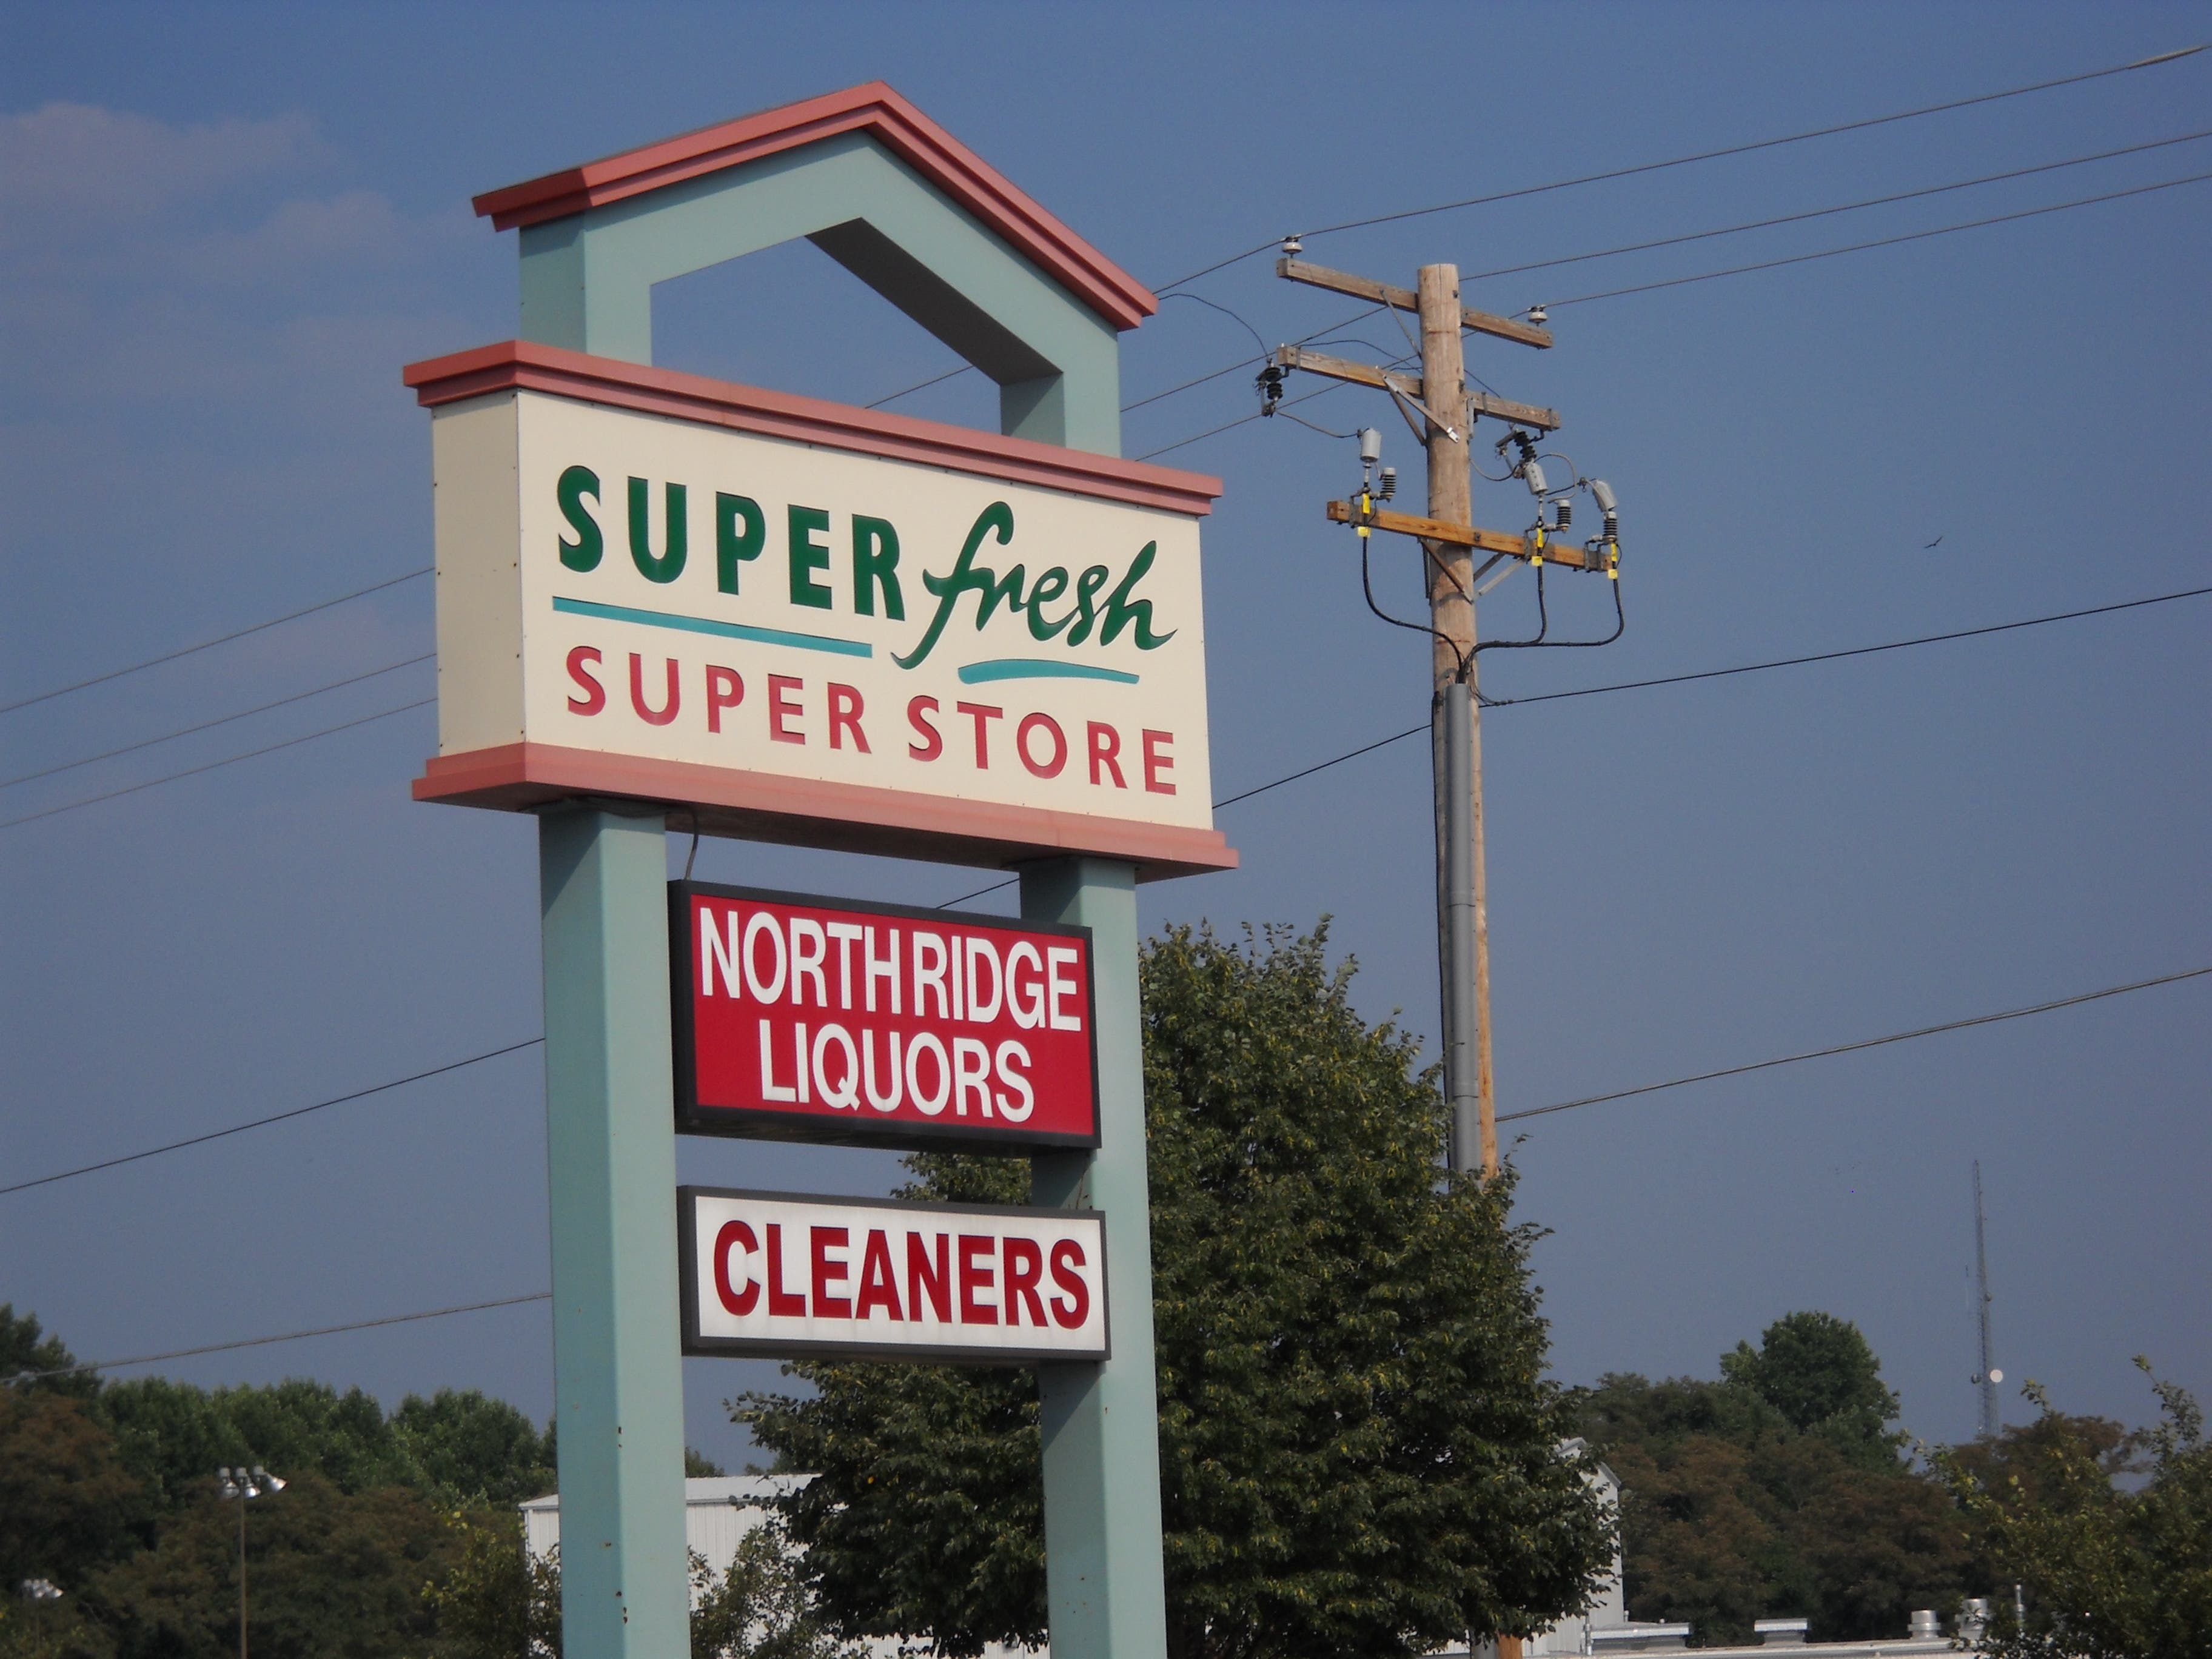 SUPER fresh
SUPER STORE
NORTH RIDGE
LIQUORS
CLEANERS